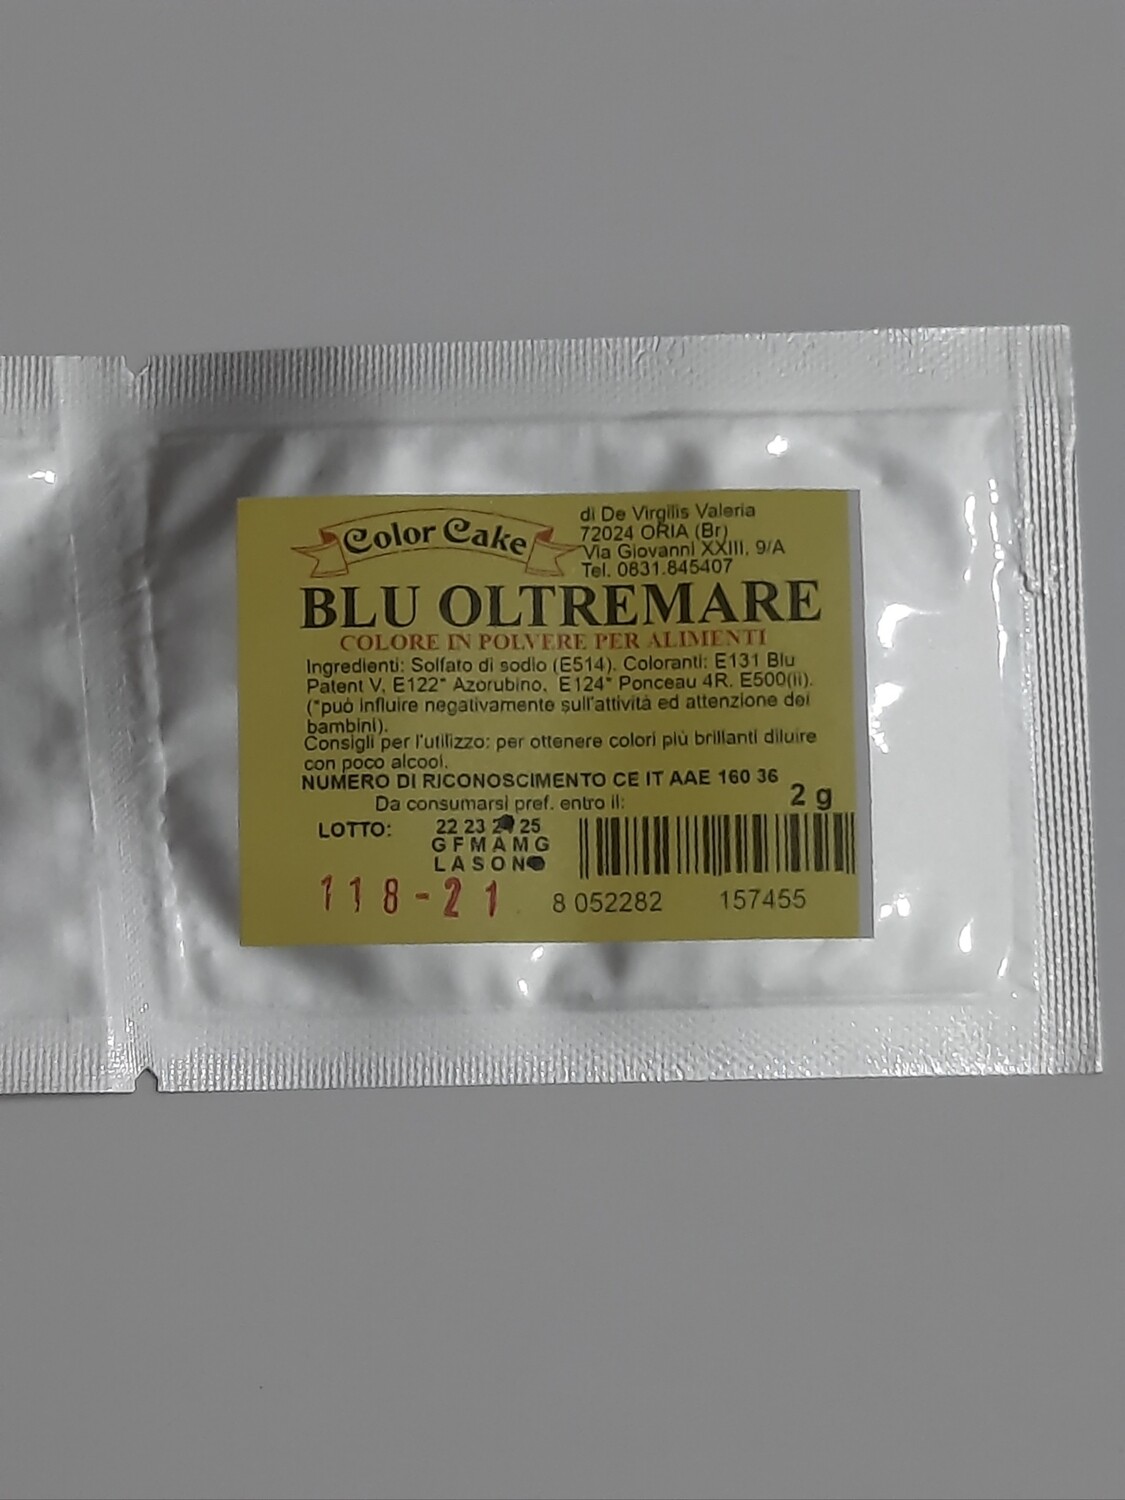 Color Cake
di De Virgilis Valeria
72024 ORIA (Br)
Via Giovanni XXIII, 9/A
Tel. 0831.845407
BLU OLTREMARE
COLORE IN POLVERE PER ALIMENTI
Ingredienti: Solfato di sodio (E514). Coloranti: E131 Blu
Patent V, E122* Azorubino, E124* Ponceau 4R. E500(ii).
(*può influire negativamente sull'attività ed attenzione dei
bambini).
Consigli per l'utilizzo: per ottenere colori più brillanti diluire
con poco alcool.
NUMERO DI RICONOSCIMENTO CE IT AAE 160 36
2 g
Da consumarsi pref. entro il:
LOTTO:
22 23 25
G F M A M G
L A S O N
118-21
8 052282 157455